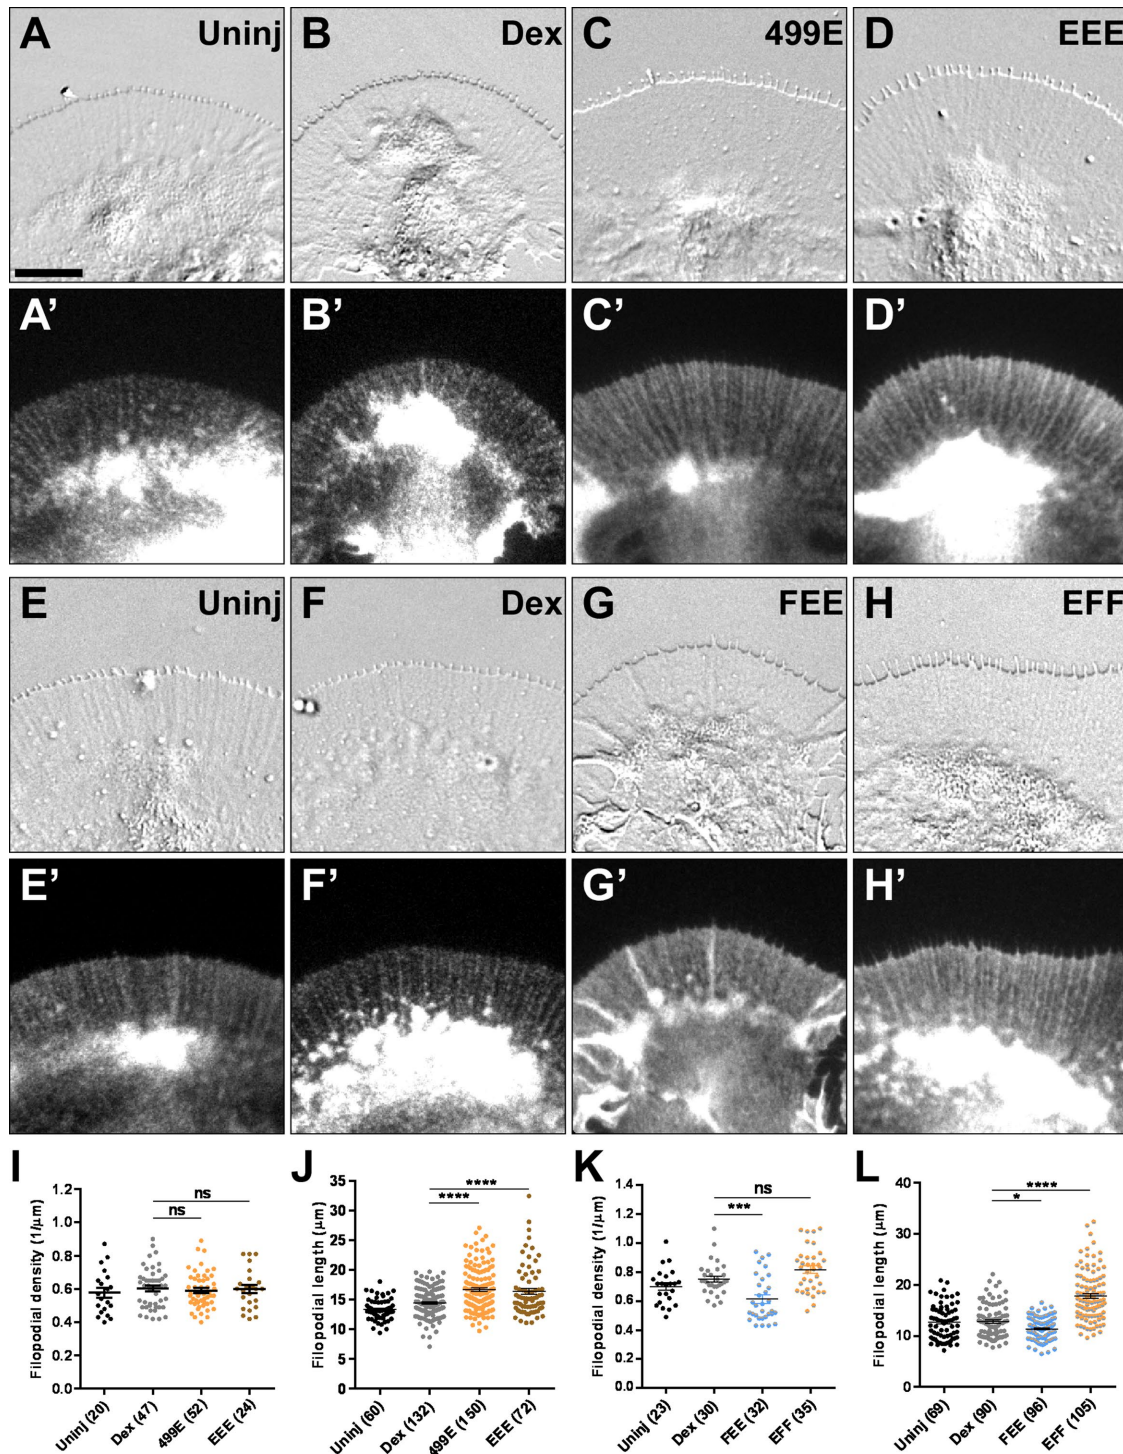 A Uninj B Dex C 499E D EEE
A’ B’ C’ D’
E Uninj F Dex G FEE H EFF
E’ F’ G’ H’
I J K L
Filopodial density (1/μm)
1.2
1.0
0.8
0.6
0.4
0.2
0.0
ns
ns
Uninj (20)
Dex (47)
499E (52)
EEE (24)
Filopodial length (μm)
35
30
25
20
15
10
5
0
****
****
Uninj (60)
Dex (132)
499E (150)
EEE (72)
Filopodial density (1/μm)
1.4
1.2
1.0
0.8
0.6
0.4
0.2
0.0
ns
***
Uninj (23)
Dex (30)
FEE (32)
EFF (35)
Filopodial length (μm)
40
30
20
10
0
****
*
Uninj (69)
Dex (90)
FEE (96)
EFF (105)